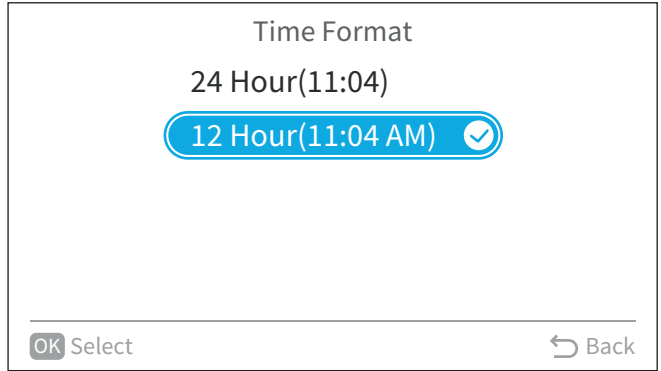 Time Format
24 Hour(11:04)
12 Hour(11:04 AM)
OK Select
Back